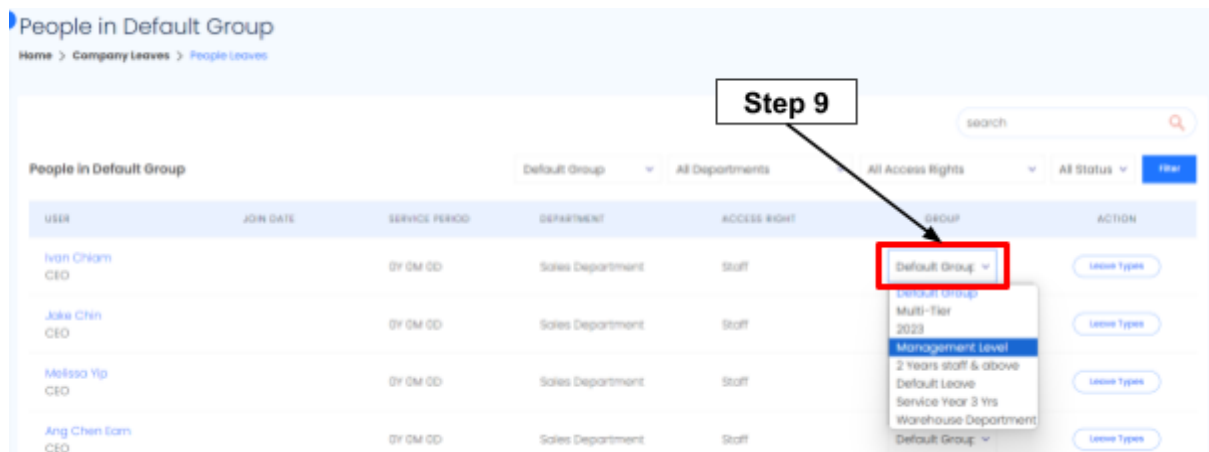 People in Default Group
Home > Company Leaves > People Leaves
Step 9
search
People in Default Group
Default Group
All Departments
All Access Rights
All Status
Filter
USER JOIN DATE SERVICE PERIOD DEPARTMENT ACCESS RIGHT GROUP ACTION
Ivan Chiam
CEO
0Y 0M 0D
Sales Department
Staff
Default Group
Leave Types
Default Group
Multi-Tier
2023
Management Level
2 Years staff & above
Default Leave
Service Year 3 Yrs
Warehouse Department
Jake Chin
CEO
0Y 0M 0D
Sales Department
Staff
Leave Types
Melissa Yip
CEO
0Y 0M 0D
Sales Department
Staff
Leave Types
Ang Chen Eam
CEO
0Y 0M 0D
Sales Department
Staff
Default Group
Leave Types